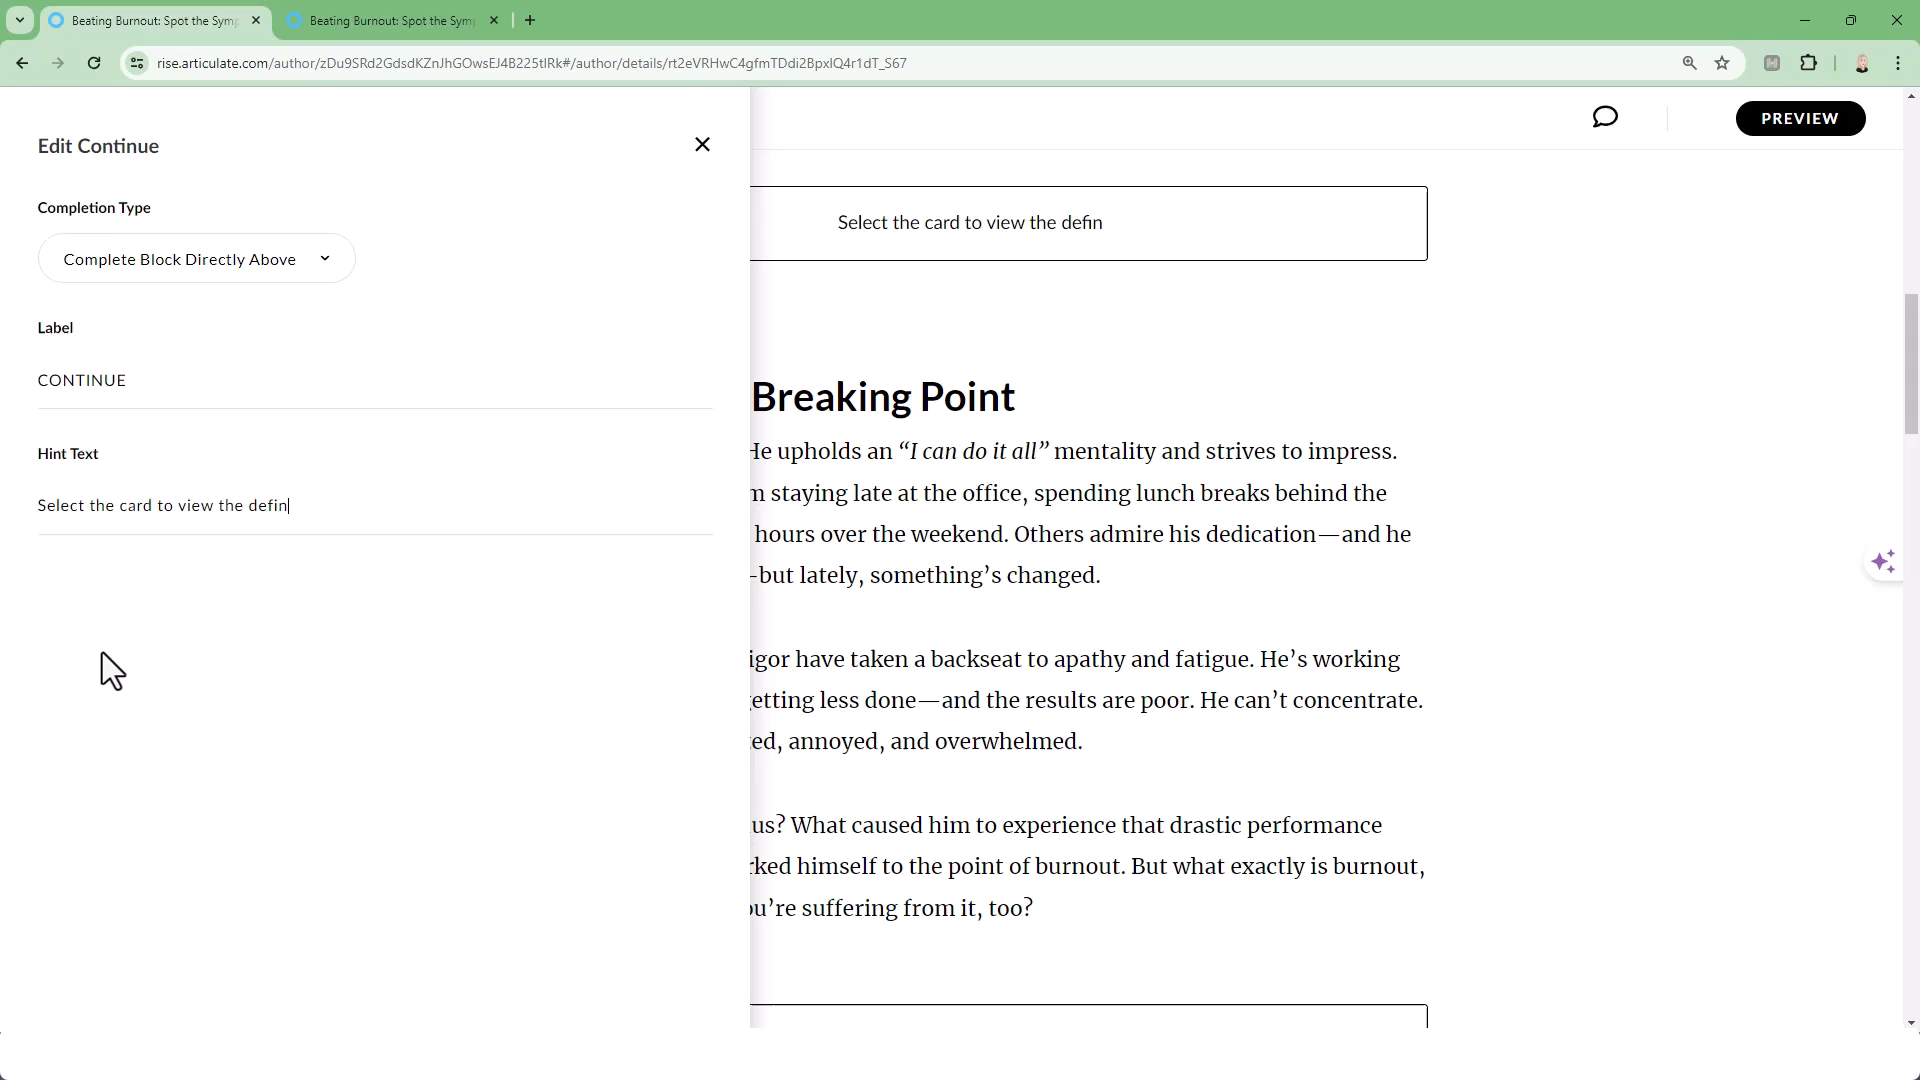 Beating Burnout: Spot the Symp
Beating Burnout: Spot the Sym
rise.articulate.com/author/zDu9SRd2GdsdKZnJhGOwsEJ4B225tlRk#/author/details/rt2eVRHwC4gfmTDdi2BpxlQ4r1dT_S67
Edit Continue
PREVIEW
Completion Type
Complete Block Directly Above
Label
CONTINUE
Hint Text
Select the card to view the defin
Select the card to view the defin
Breaking Point
He upholds an “I can do it all” mentality and strives to impress.
m staying late at the office, spending lunch breaks behind the
hours over the weekend. Others admire his dedication—and he
—but lately, something’s changed.
igor have taken a backseat to apathy and fatigue. He’s working
getting less done—and the results are poor. He can’t concentrate.
ted, annoyed, and overwhelmed.
us? What caused him to experience that drastic performance
rked himself to the point of burnout. But what exactly is burnout,
ou’re suffering from it, too?